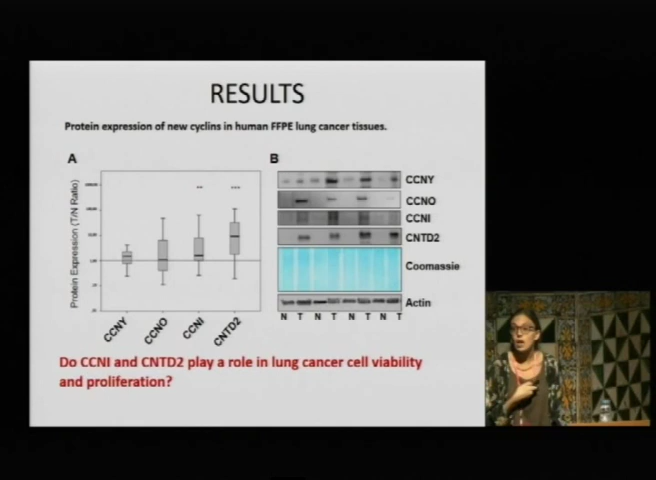 RESULTS
Protein expression of new cyclins in human FFPE lung cancer tissues.
A
B
Protein Expression (T/N Ratio)
CCNY
CCNO
CCNI
CNTD2
**
***
CCNY
CCNO
CCNI
CNTD2
Coomassie
Actin
N T N T N T N T
Do CCNI and CNTD2 play a role in lung cancer cell viability
and proliferation?